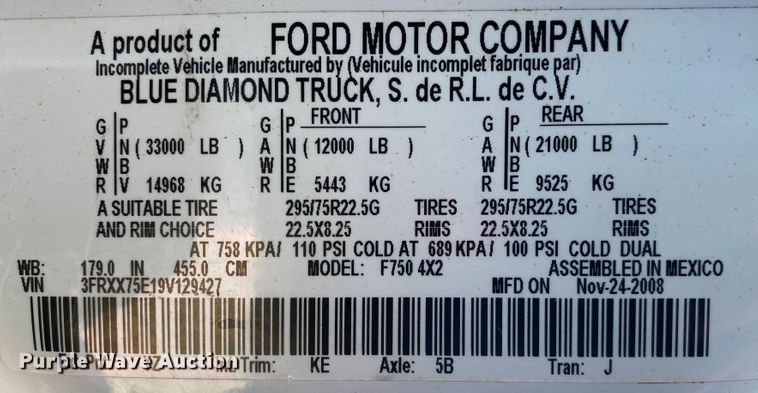 A product of FORD MOTOR COMPANY
Incomplete Vehicle Manufactured by (Vehicule incomplet fabrique par)
BLUE DIAMOND TRUCK, S. de R.L. de C.V.
FRONT REAR
G P G P G P
V N ( 33000 LB ) A N ( 12000 LB ) A N ( 21000 LB )
W B W B W B
R V 14968 KG R E 5443 KG R E 9525 KG
A SUITABLE TIRE 295/75R22.5G TIRES 295/75R22.5G TIRES
AND RIM CHOICE 22.5X8.25 RIMS 22.5X8.25 RIMS
AT 758 KPA/ 110 PSI COLD AT 689 KPA/ 100 PSI COLD DUAL
WB: 179.0 IN 455.0 CM MODEL: F750 4X2 ASSEMBLED IN MEXICO
VIN 3FRXX75E19V129427 MFD ON Nov-24-2008
Trim: KE Axle: 5B Tran: J
Purple Wave Auction